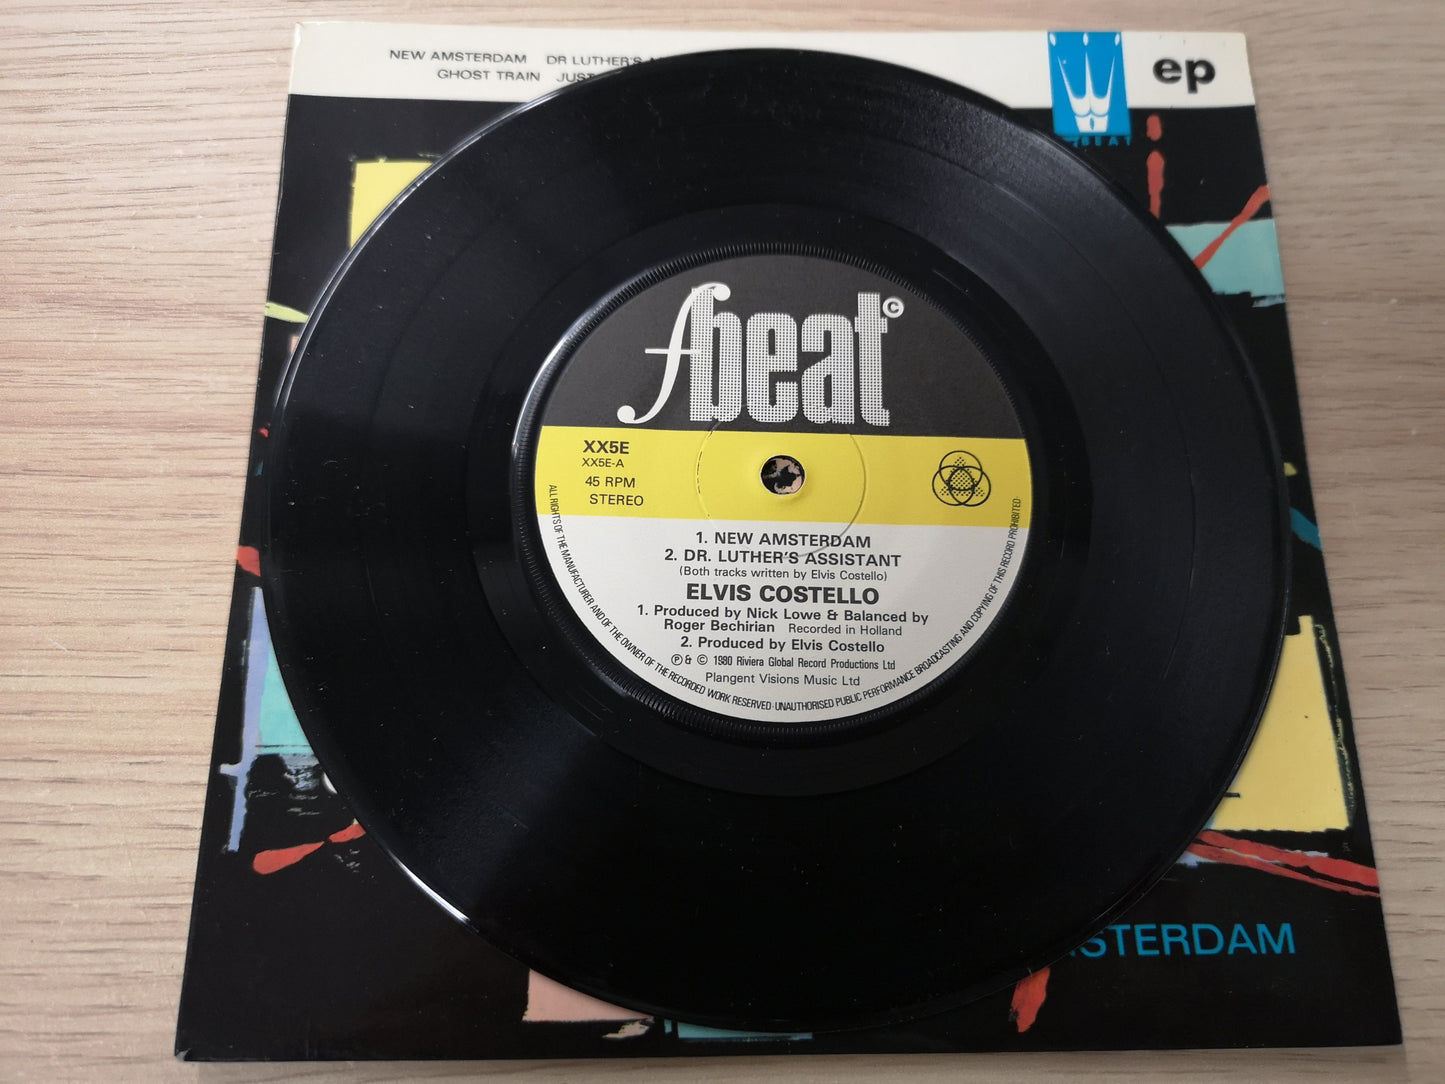 NEW AMSTERDAM DR LUTHER'S
GHOST TRAIN JUST
ep
BEAT
fbeat ©
XX5E
XX5E-A
45 RPM
STEREO
1. NEW AMSTERDAM
2. DR. LUTHER'S ASSISTANT
(Both tracks written by Elvis Costello)
ELVIS COSTELLO
1. Produced by Nick Lowe & Balanced by
Roger Bechirian Recorded in Holland
2. Produced by Elvis Costello
℗ & © 1980 Riviera Global Record Productions Ltd
Plangent Visions Music Ltd
ALL RIGHTS OF THE MANUFACTURER AND OF THE OWNER OF THE RECORDED WORK RESERVED · UNAUTHORISED PUBLIC PERFORMANCE BROADCASTING AND COPYING OF THIS RECORD PROHIBITED·
MSTERDAM